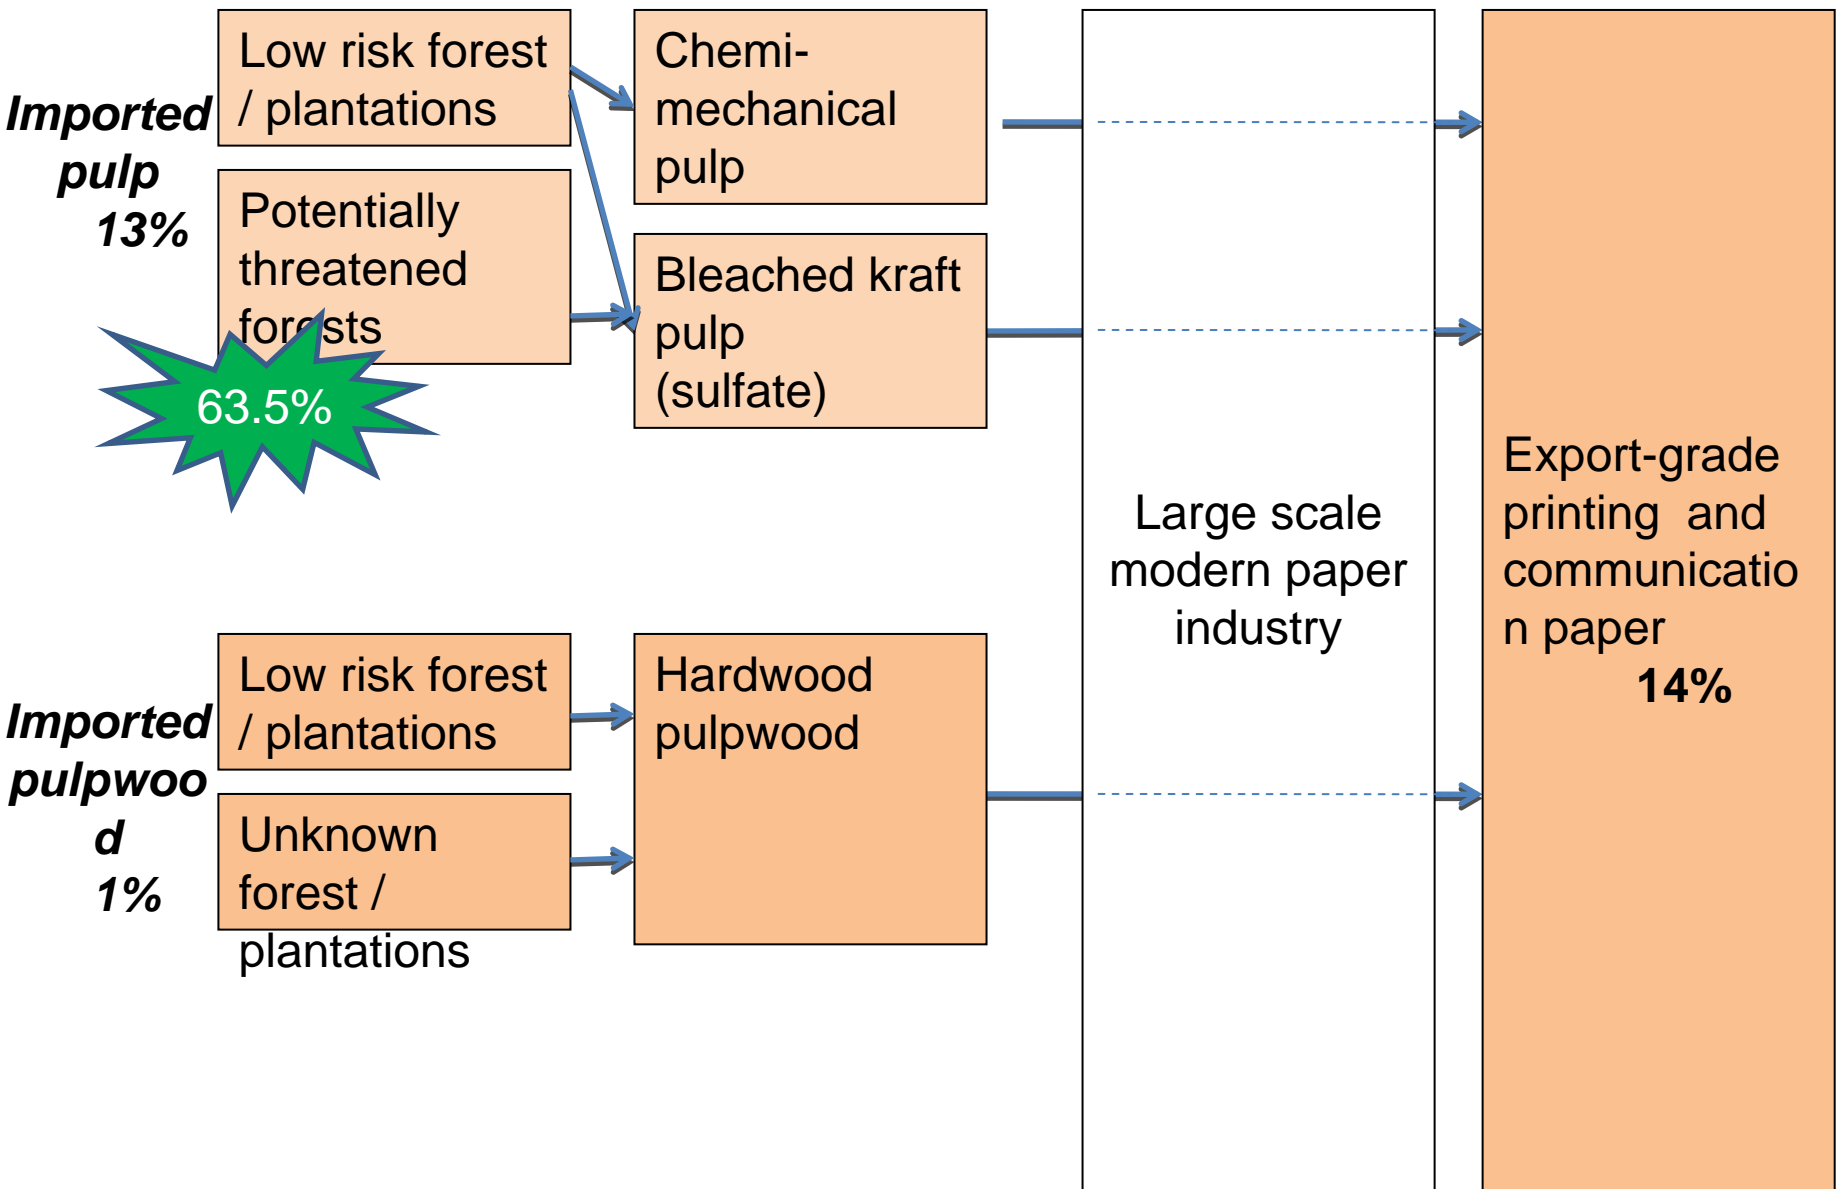 Imported
pulp
13%
Low risk forest
/ plantations
Potentially
threatened
forests
63.5%
Chemi-
mechanical
pulp
Bleached kraft
pulp
(sulfate)
Imported
pulpwoo
d
1%
Low risk forest
/ plantations
Unknown
forest /
plantations
Hardwood
pulpwood
Large scale
modern paper
industry
Export-grade
printing  and
communicatio
n paper
14%